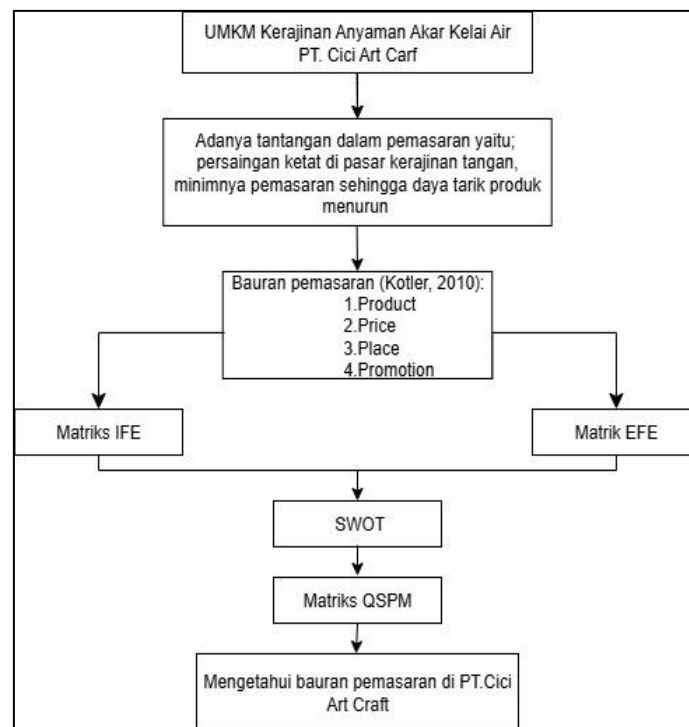 UMKM Kerajinan Anyaman Akar Kelai Air
PT. Cici Art Carf
Adanya tantangan dalam pemasaran yaitu;
persaingan ketat di pasar kerajinan tangan,
minimnya pemasaran sehingga daya tarik produk
menurun
Bauran pemasaran (Kotler, 2010):
1.Product
2.Price
3.Place
4.Promotion
Matriks IFE
Matrik EFE
SWOT
Matriks QSPM
Mengetahui bauran pemasaran di PT.Cici
Art Craft